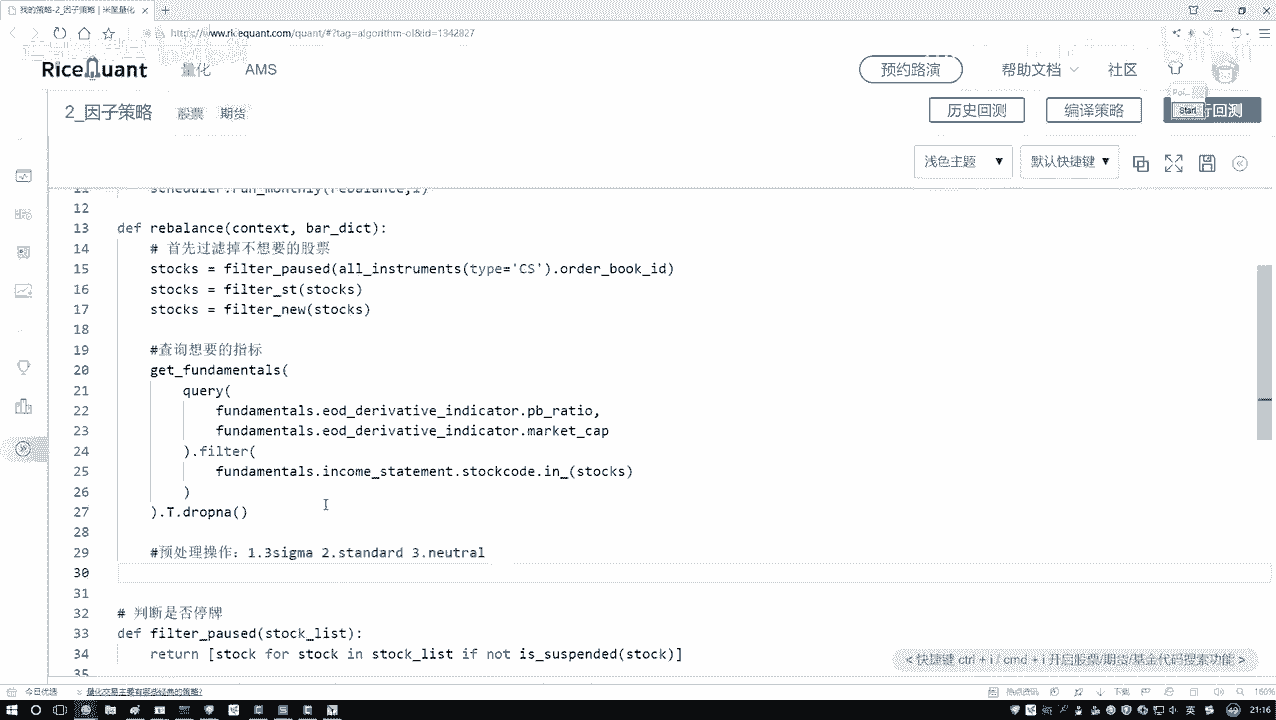 我的策略-2_因子策略 | 米筐量化
www.ricequant.com/quant/#?tag=algorithm-ol&id=1342827
RiceQuant 量化 AMS 预约路演 帮助文档 社区
2_因子策略 股票 期货 历史回测 编译策略 行回测
Start
浅色主题 默认快捷键
11 scheduler.run_monthly(rebalance,1)
12
13 def rebalance(context, bar_dict):
14 # 首先过滤掉不想要的股票
15 stocks = filter_paused(all_instruments(type='CS').order_book_id)
16 stocks = filter_st(stocks)
17 stocks = filter_new(stocks)
18
19 #查询想要的指标
20 get_fundamentals(
21 query(
22 fundamentals.eod_derivative_indicator.pb_ratio,
23 fundamentals.eod_derivative_indicator.market_cap
24 ).filter(
25 fundamentals.income_statement.stockcode.in_(stocks)
26 )
27 ).T.dropna()
28
29 #预处理操作：1.3sigma 2.standard 3.neutral
30
31
32 # 判断是否停牌
33 def filter_paused(stock_list):
34 return [stock for stock in stock_list if not is_suspended(stock)]
35
<快捷键 ctrl + i / cmd + i 开启股票/期货/基金代码搜索功能 >
今日优选 量化交易主要有哪些经典的策略? 热点资讯 下载 160%
英 21:16